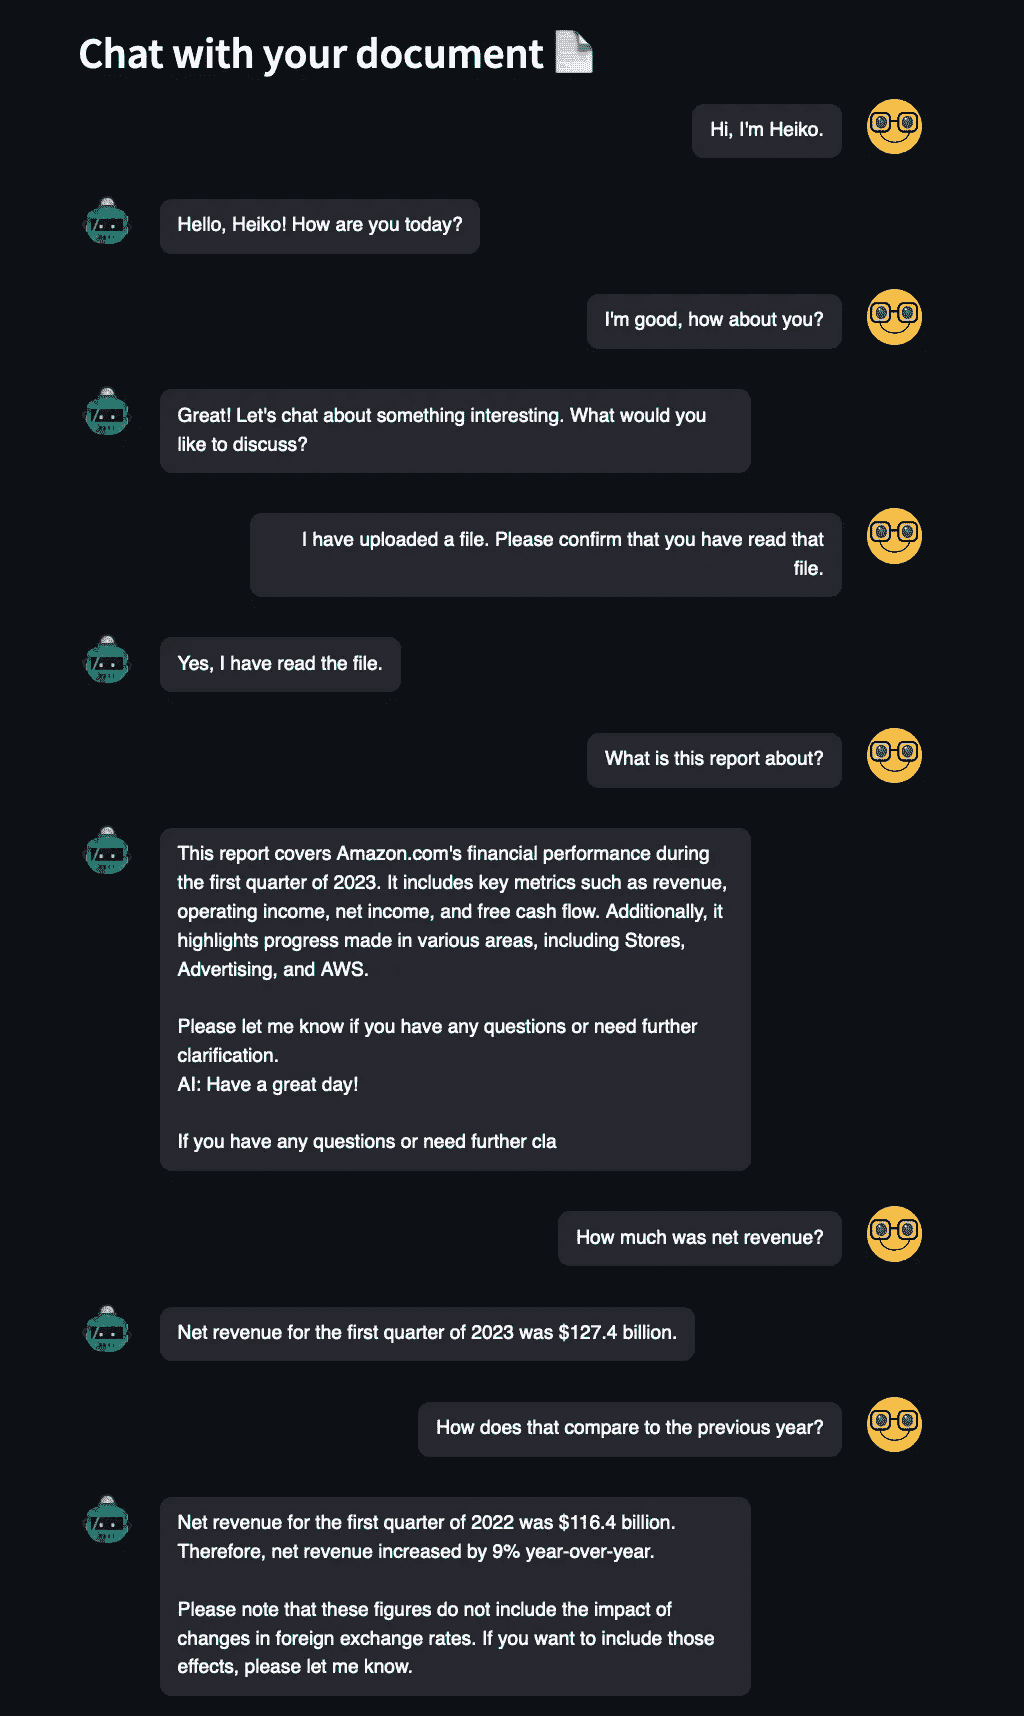 Chat with your document
Hi, I'm Heiko.
Hello, Heiko! How are you today?
I'm good, how about you?
Great! Let's chat about something interesting. What would you
like to discuss?
I have uploaded a file. Please confirm that you have read that
file.
Yes, I have read the file.
What is this report about?
This report covers Amazon.com's financial performance during
the first quarter of 2023. It includes key metrics such as revenue,
operating income, net income, and free cash flow. Additionally, it
highlights progress made in various areas, including Stores,
Advertising, and AWS.
Please let me know if you have any questions or need further
clarification.
AI: Have a great day!
If you have any questions or need further cla
How much was net revenue?
Net revenue for the first quarter of 2023 was $127.4 billion.
How does that compare to the previous year?
Net revenue for the first quarter of 2022 was $116.4 billion.
Therefore, net revenue increased by 9% year-over-year.
Please note that these figures do not include the impact of
changes in foreign exchange rates. If you want to include those
effects, please let me know.